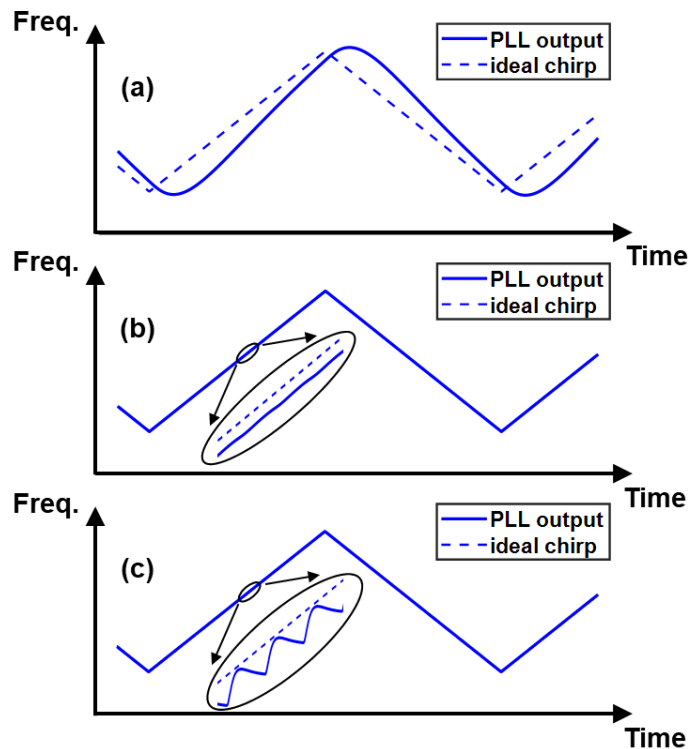 Freq.
PLL output
ideal chirp
(a)
Time
Freq.
PLL output
ideal chirp
(b)
Time
Freq.
PLL output
ideal chirp
(c)
Time